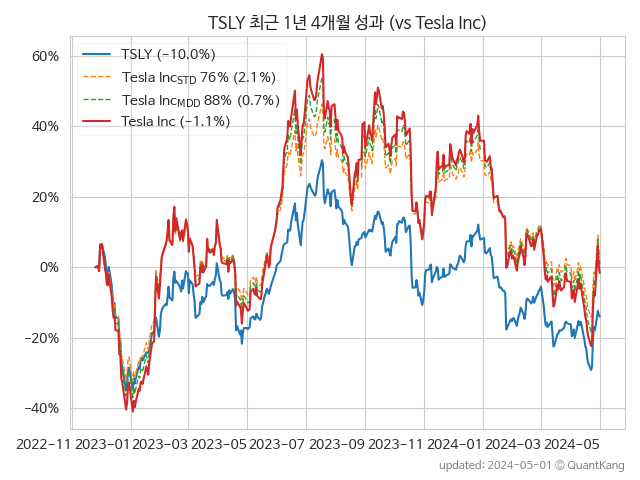 TSLY 최근 1년 4개월 성과 (vs Tesla Inc)
TSLY (−10.0%)
Tesla Inc_STD 76% (2.1%)
Tesla Inc_MDD 88% (0.7%)
Tesla Inc (−1.1%)
60%
40%
20%
0%
−20%
−40%
2022−11 2023−01 2023−03 2023−05 2023−07 2023−09 2023−11 2024−01 2024−03 2024−05
updated: 2024-05-01 © QuantKang